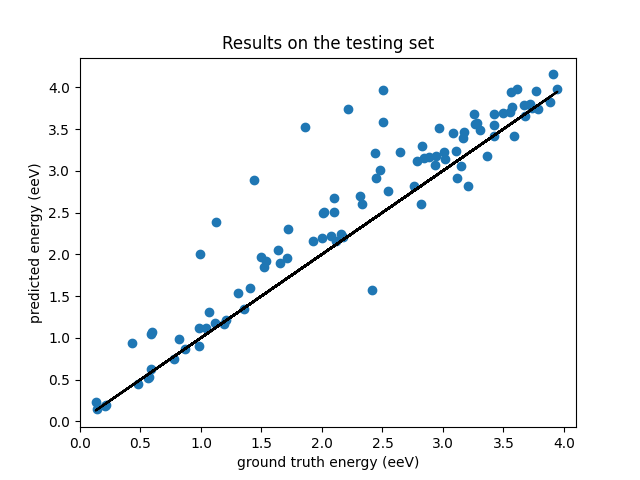 Results on the testing set
predicted energy (eeV)
4.0
3.5
3.0
2.5
2.0
1.5
1.0
0.5
0.0
0.0 0.5 1.0 1.5 2.0 2.5 3.0 3.5 4.0
ground truth energy (eeV)